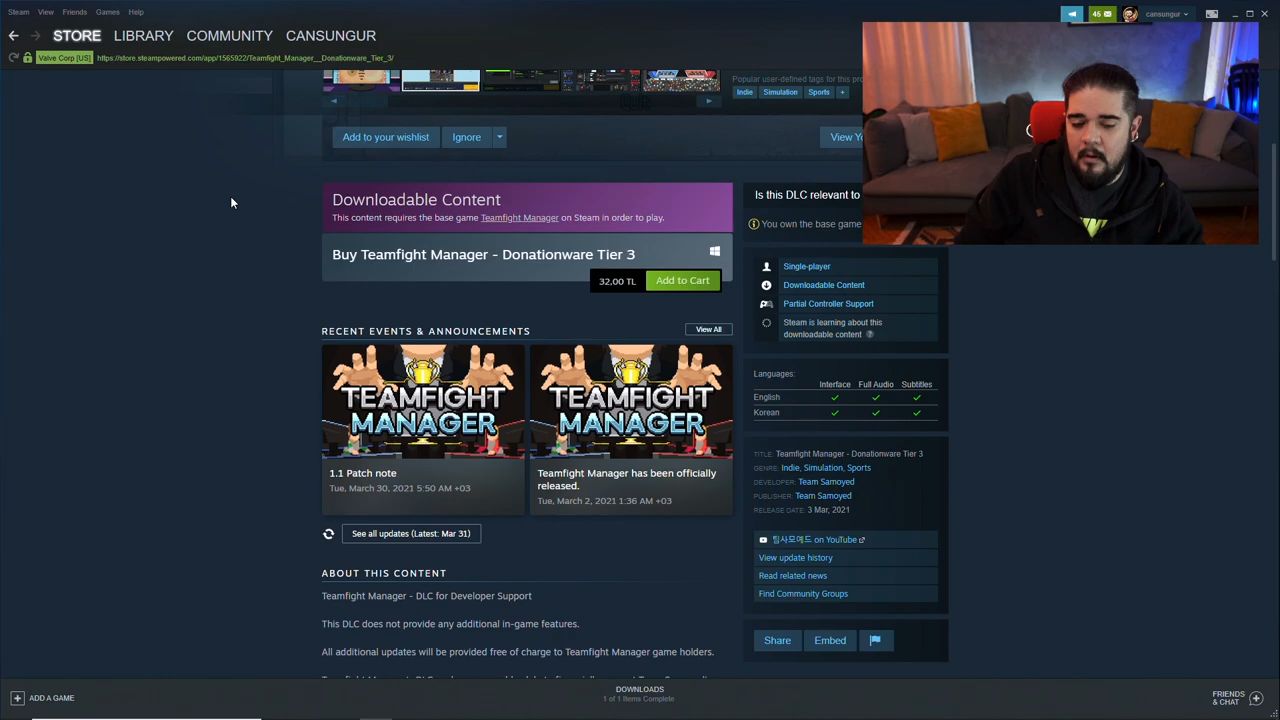 Steam View Friends Games Help
45 cansungur
STORE LIBRARY COMMUNITY CANSUNGUR
Valve Corp [US] https://store.steampowered.com/app/1565922/Teamfight_Manager__Donationware_Tier_3/
Popular user-defined tags for this pro
Indie Simulation Sports +
Add to your wishlist Ignore View Yo
Downloadable Content
This content requires the base game Teamfight Manager on Steam in order to play.
Is this DLC relevant to
You own the base game
Buy Teamfight Manager - Donationware Tier 3
32,00 TL Add to Cart
Single-player
Downloadable Content
Partial Controller Support
Steam is learning about this
downloadable content ?
RECENT EVENTS & ANNOUNCEMENTS View All
TEAMFIGHT
MANAGER
TEAMFIGHT
MANAGER
1.1 Patch note
Tue, March 30, 2021 5:50 AM +03
Teamfight Manager has been officially
released.
Tue, March 2, 2021 1:36 AM +03
See all updates (Latest: Mar 31)
Languages:
Interface Full Audio Subtitles
English ✓ ✓ ✓
Korean ✓ ✓ ✓
TITLE: Teamfight Manager - Donationware Tier 3
GENRE: Indie, Simulation, Sports
DEVELOPER: Team Samoyed
PUBLISHER: Team Samoyed
RELEASE DATE: 3 Mar, 2021
팀사모예드 on YouTube
View update history
Read related news
Find Community Groups
Share Embed
ABOUT THIS CONTENT
Teamfight Manager - DLC for Developer Support
This DLC does not provide any additional in-game features.
All additional updates will be provided free of charge to Teamfight Manager game holders.
+ ADD A GAME
DOWNLOADS
1 of 1 Items Complete
FRIENDS
& CHAT +